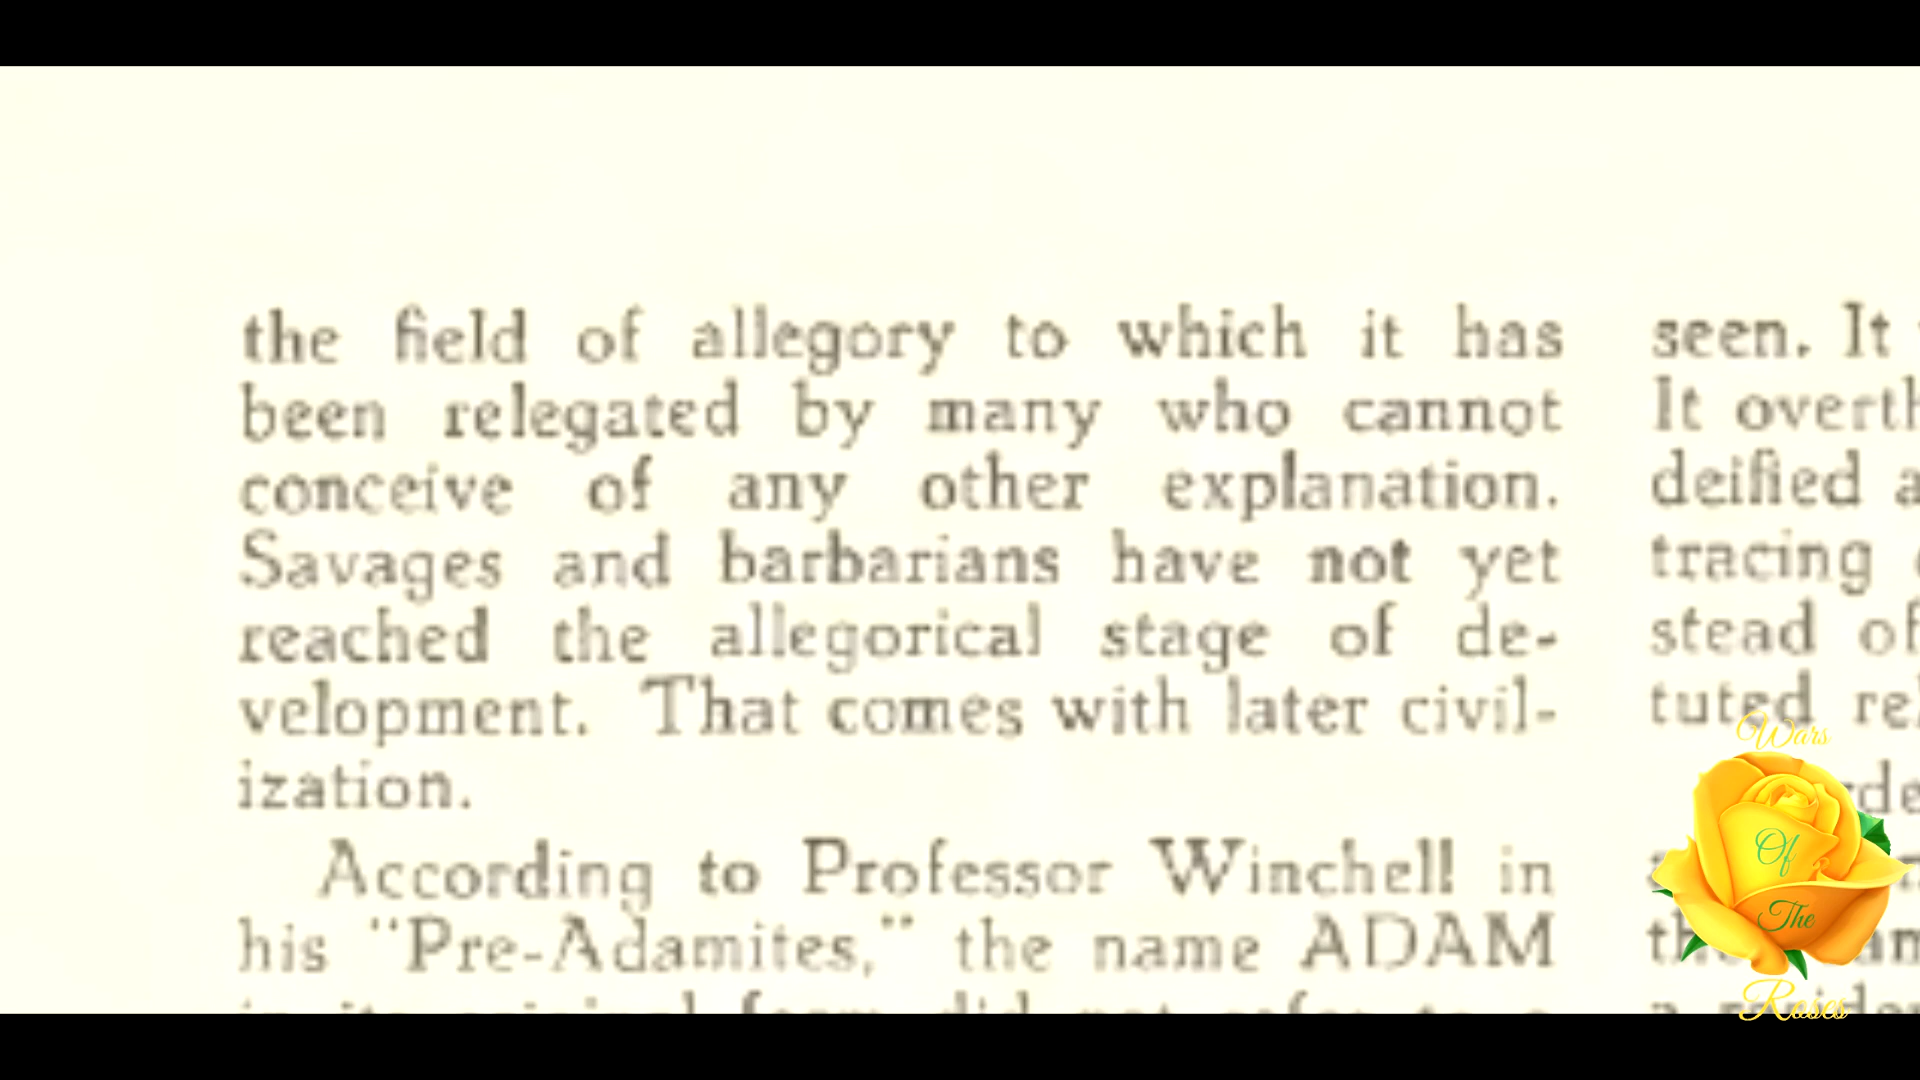 the field of allegory to which it has
been relegated by many who cannot
conceive of any other explanation.
Savages and barbarians have not yet
reached the allegorical stage of de-
velopment. That comes with later civil-
ization.
According to Professor Winchell in
his "Pre-Adamites," the name ADAM
seen. It
It
deified
tracing
stead of
tuted
Wars
Of
The
Roses